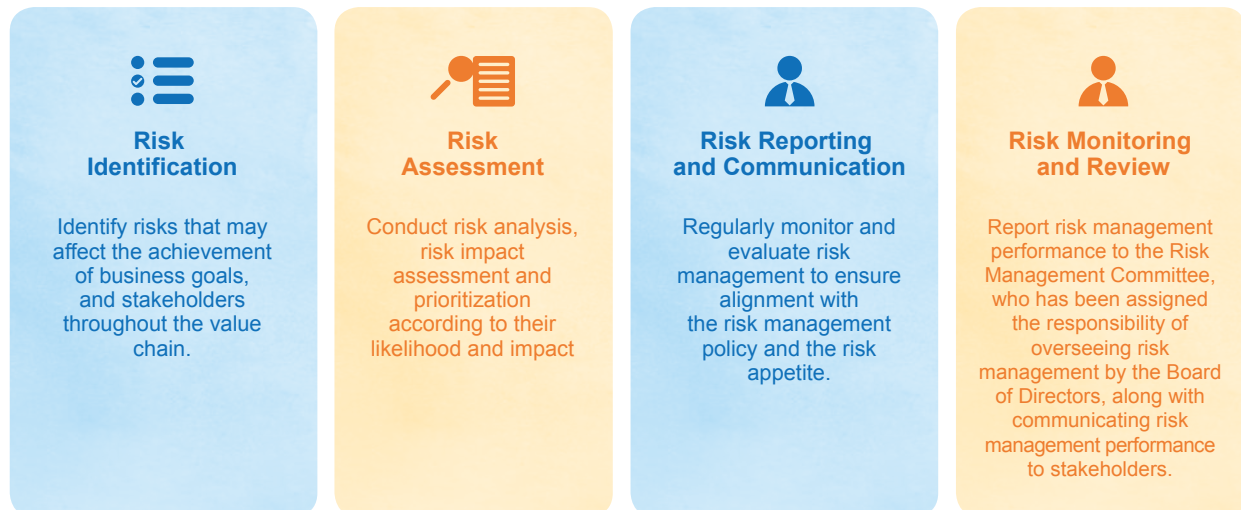 Risk
Identification
Identify risks that may
affect the achievement
of business goals,
and stakeholders
throughout the value
chain.
Risk
Assessment
Conduct risk analysis,
risk impact
assessment and
prioritization
according to their
likelihood and impact
Risk Reporting
and Communication
Regularly monitor and
evaluate risk
management to ensure
alignment with
the risk management
policy and the risk
appetite.
Risk Monitoring
and Review
Report risk management
performance to the Risk
Management Committee,
who has been assigned
the responsibility of
overseeing risk
management by the Board
of Directors, along with
communicating risk
management performance
to stakeholders.